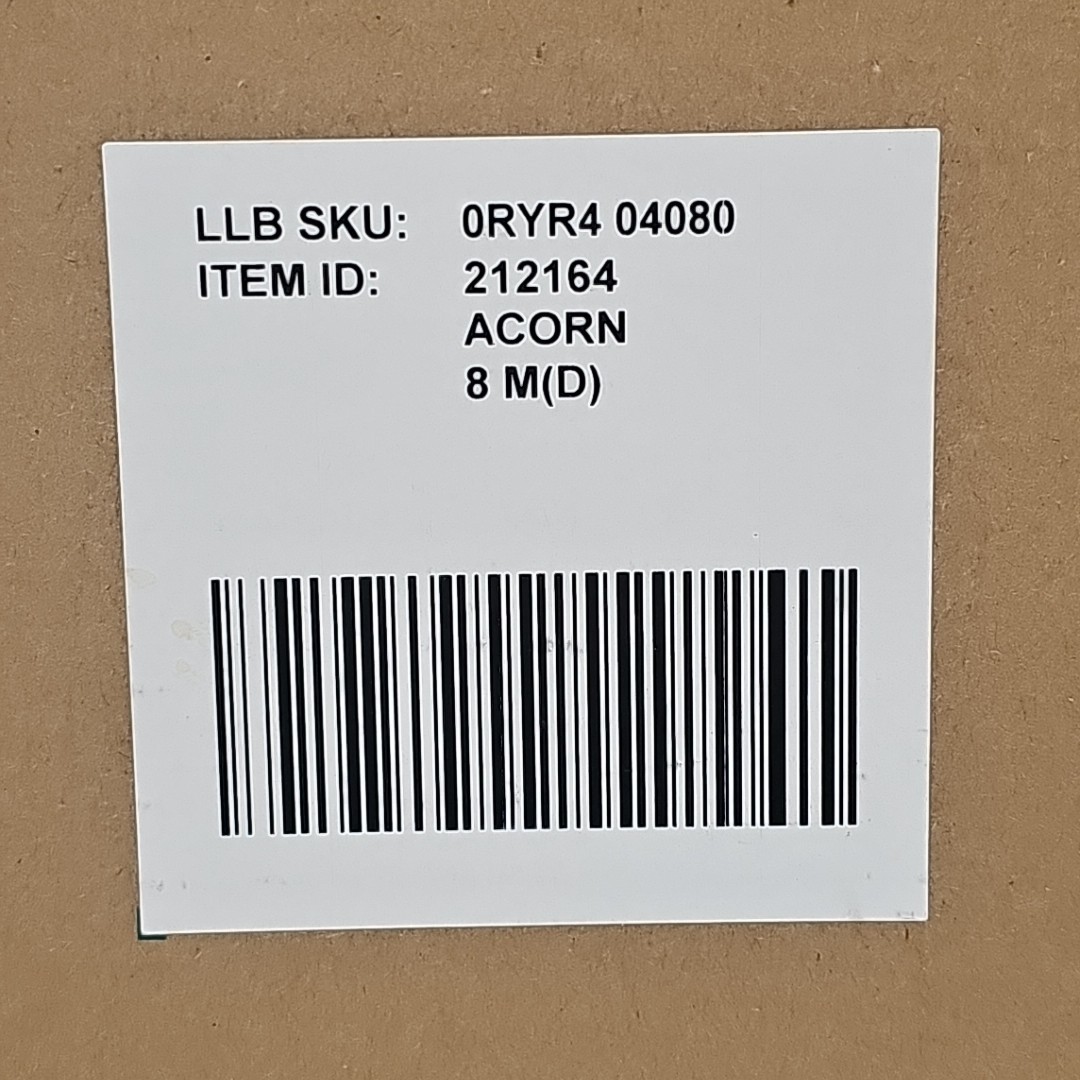 LLB SKU: 0RYR4 04080
ITEM ID: 212164
ACORN
8 M(D)